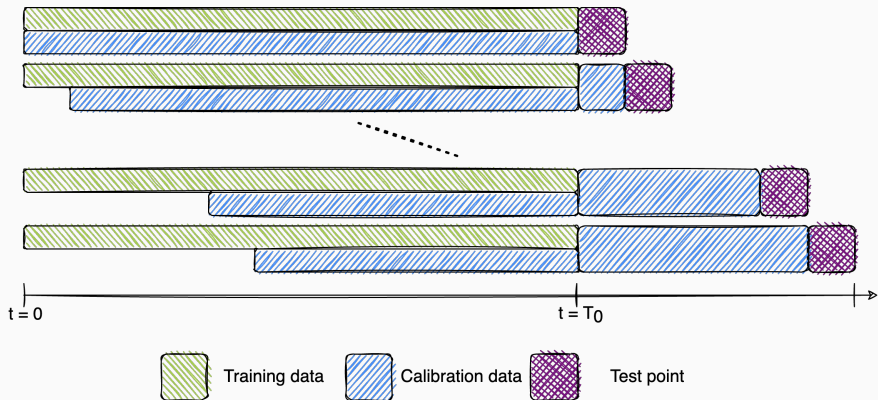 t = 0
t = T0
Training data
Calibration data
Test point